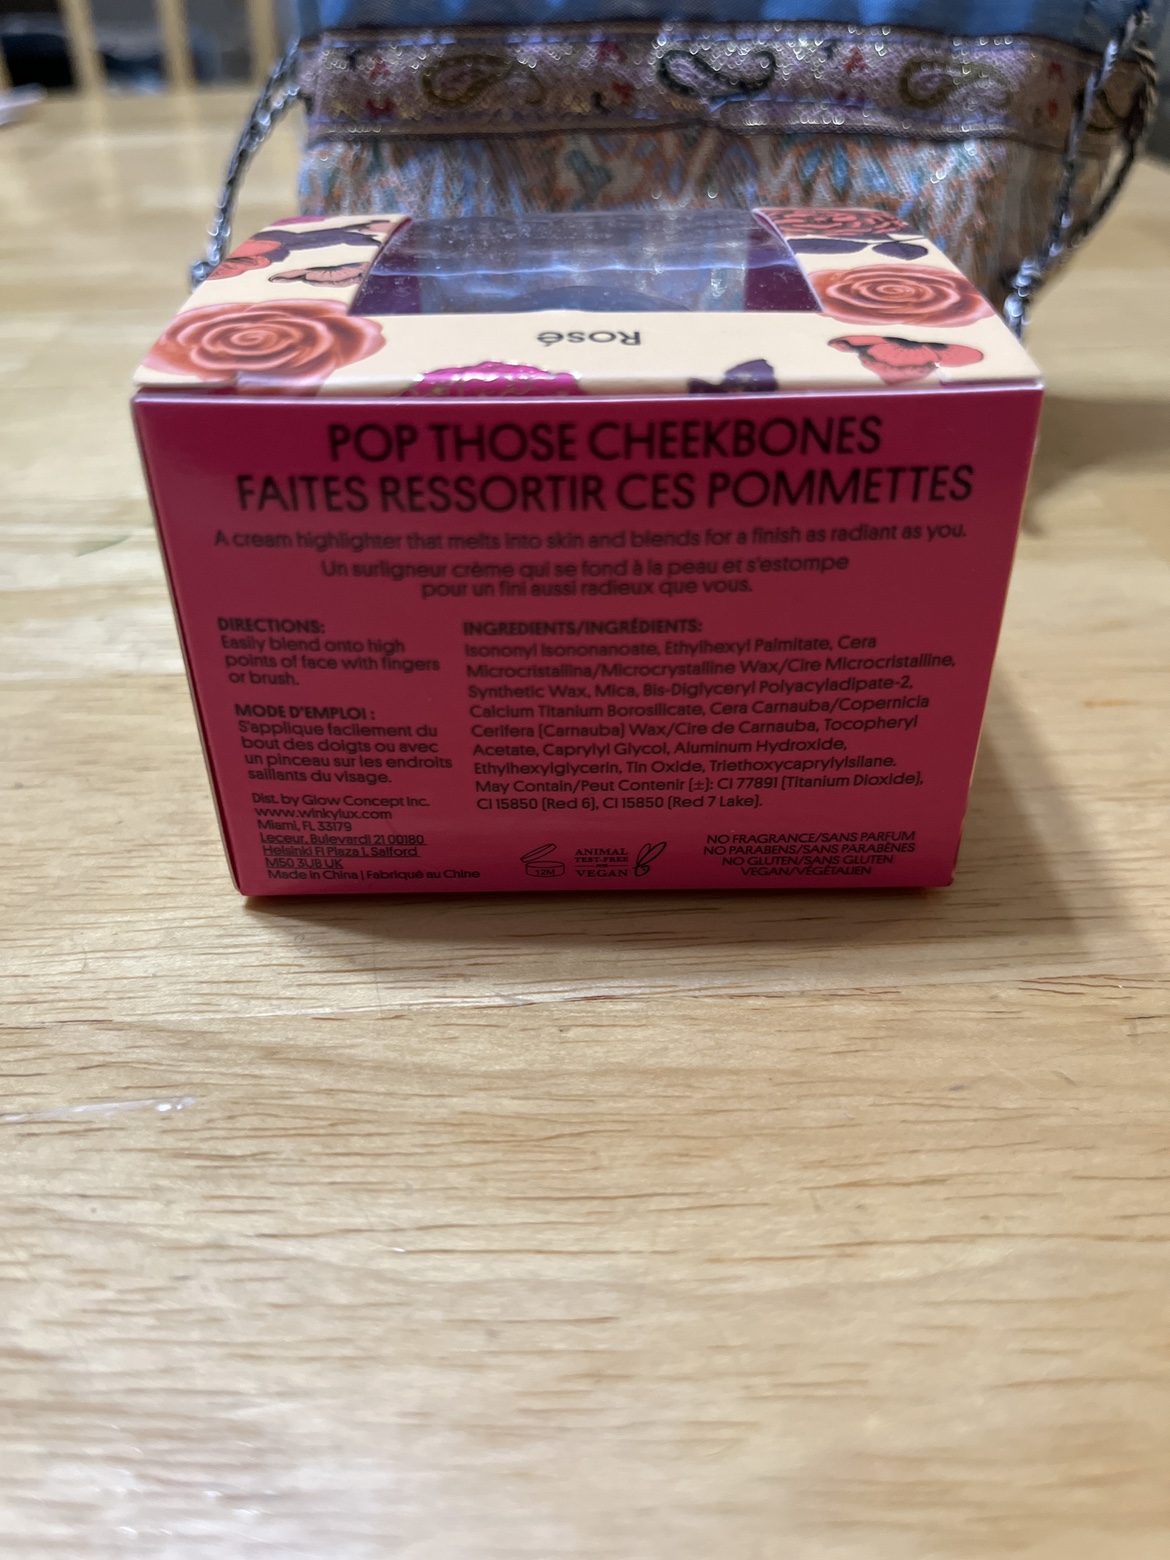 Rosé
POP THOSE CHEEKBONES
FAITES RESSORTIR CES POMMETTES
A cream highlighter that melts into skin and blends for a finish as radiant as you.
Un surligneur crème qui se fond à la peau et s'estompe
pour un fini aussi radieux que vous.
DIRECTIONS:
Easily blend onto high
points of face with fingers
or brush.
MODE D'EMPLOI :
S'applique facilement du
bout des doigts ou avec
un pinceau sur les endroits
saillants du visage.
Dist. by Glow Concept Inc.
www.winkylux.com
Miami, FL 33179
Leceur, Bulevardi 21 00180
Helsinki FI Plaza 1, Salford
M50 3UB UK
Made in China | Fabriqué au Chine
INGREDIENTS/INGRÉDIENTS:
Isononyl Isononanoate, Ethylhexyl Palmitate, Cera
Microcristallina/Microcrystalline Wax/Cire Microcristalline,
Synthetic Wax, Mica, Bis-Diglyceryl Polyacyladipate-2,
Calcium Titanium Borosilicate, Cera Carnauba/Copernicia
Cerifera (Carnauba) Wax/Cire de Carnauba, Tocopheryl
Acetate, Caprylyl Glycol, Aluminum Hydroxide,
Ethylhexylglycerin, Tin Oxide, Triethoxycaprylylsilane.
May Contain/Peut Contenir (±): CI 77891 (Titanium Dioxide),
CI 15850 (Red 6), CI 15850 (Red 7 Lake).
12M
ANIMAL
TEST-FREE
VEGAN
NO FRAGRANCE/SANS PARFUM
NO PARABENS/SANS PARABÈNES
NO GLUTEN/SANS GLUTEN
VEGAN/VÉGÉTALIEN